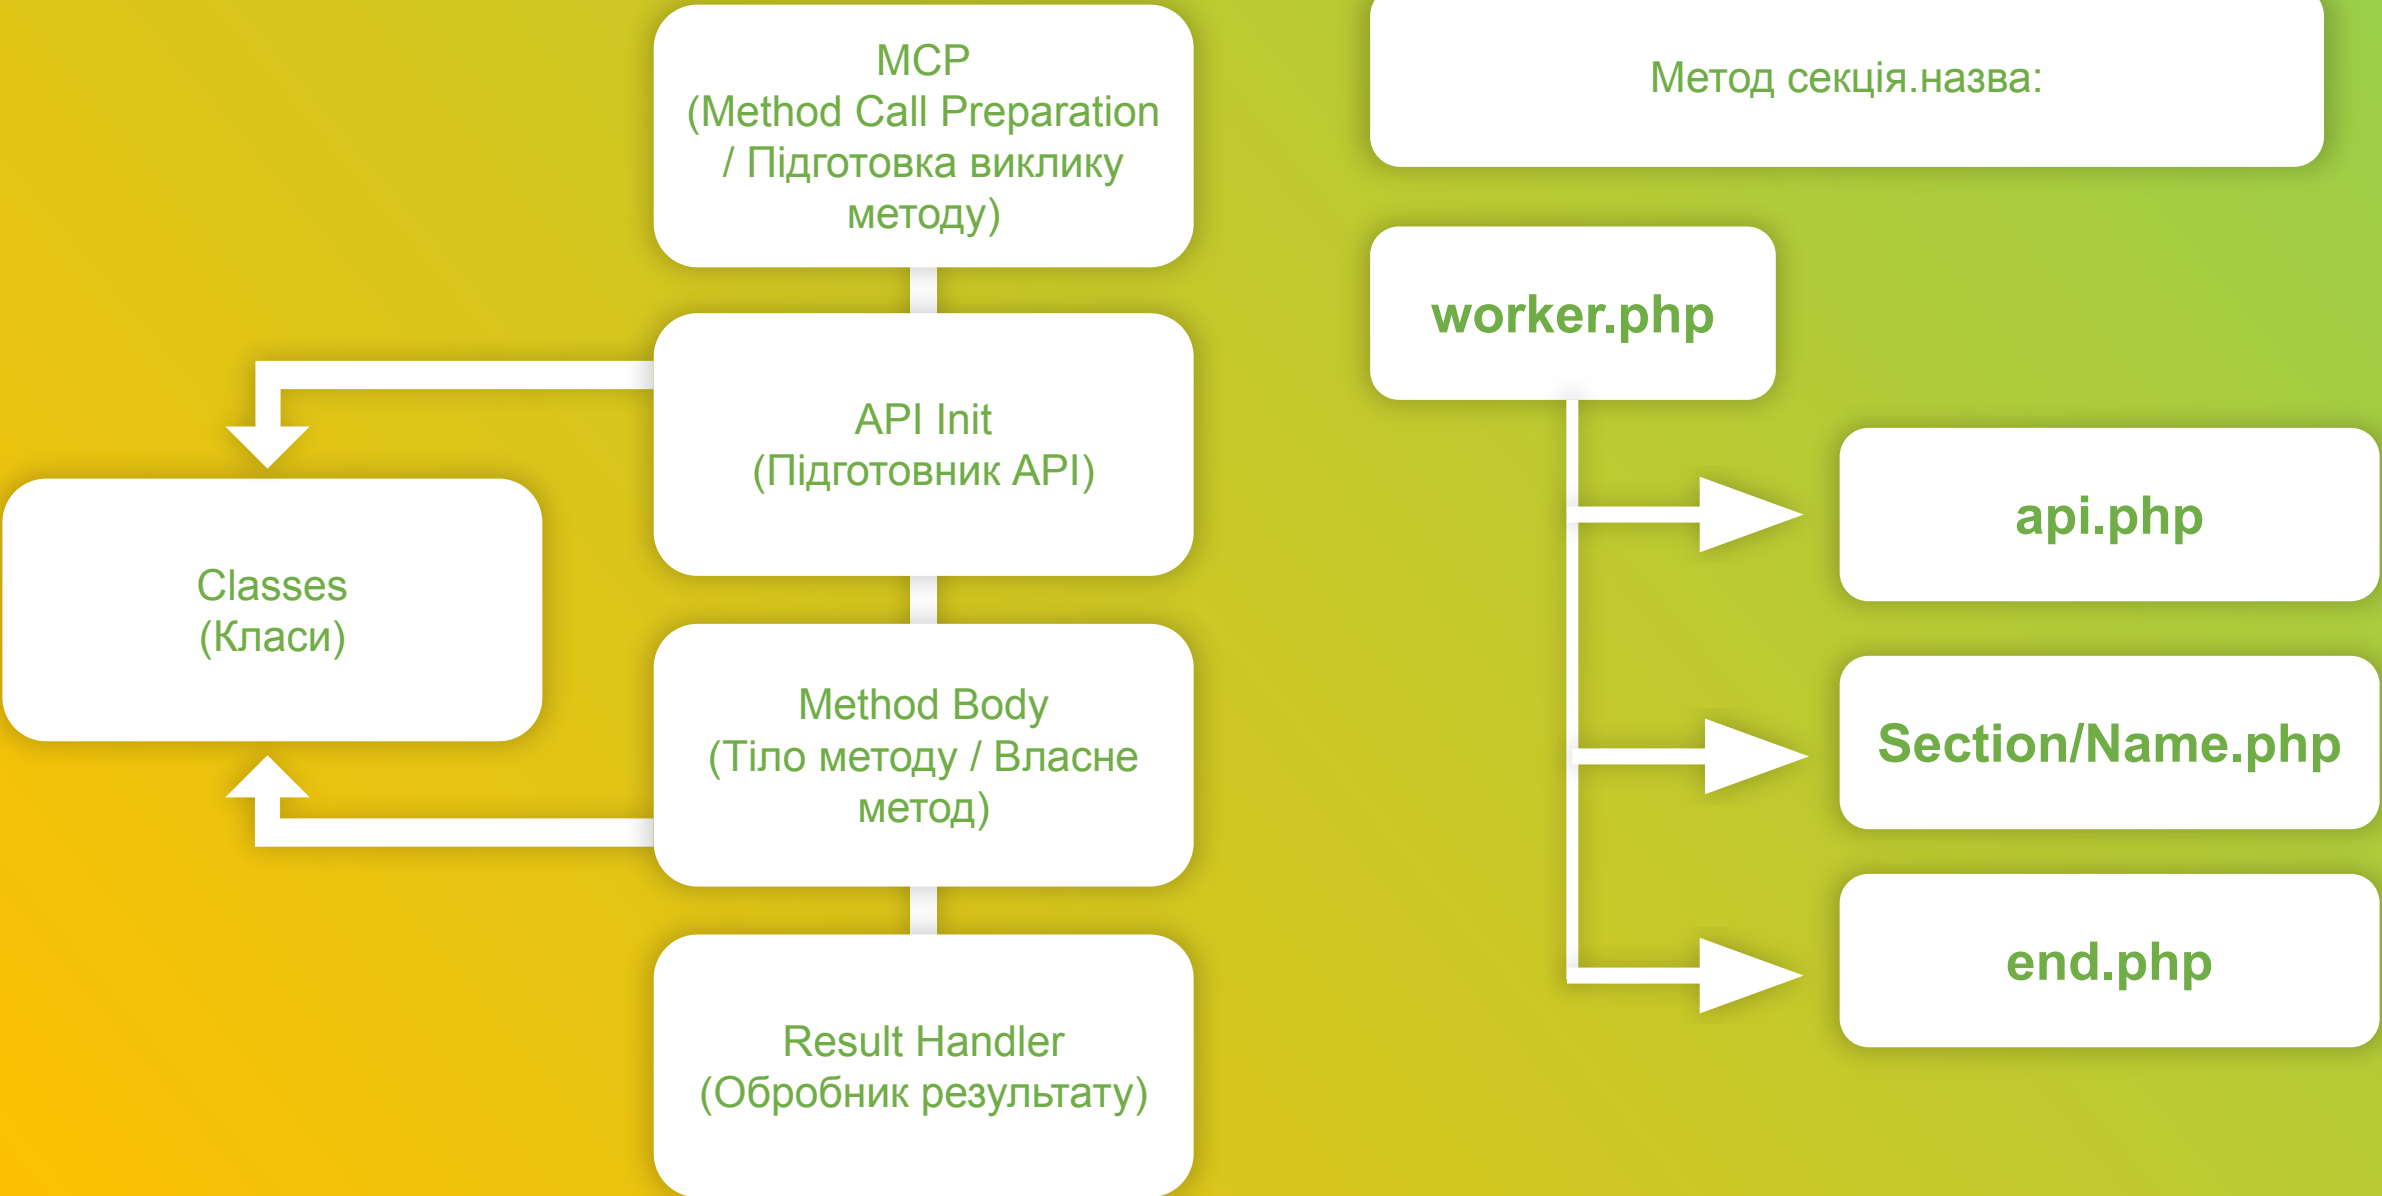 MCP
(Method Call Preparation
/ Підготовка виклику
методу)
API Init
(Підготовник API)
Classes
(Класи)
Method Body
(Тіло методу / Власне
метод)
Result Handler
(Обробник результату)
Метод секція.назва:
worker.php
api.php
Section/Name.php
end.php